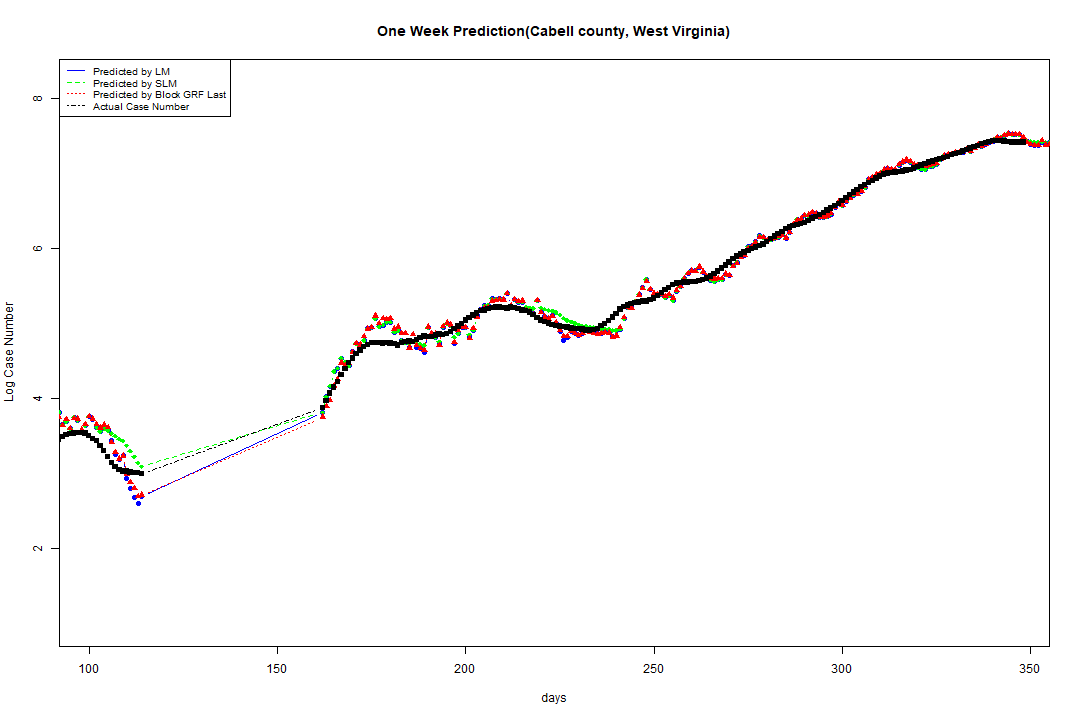 One Week Prediction(Cabell county, West Virginia)
Predicted by LM
Predicted by SLM
Predicted by Block GRF Last
Actual Case Number
8
6
4
2
Log Case Number
100 150 200 250 300 350
days